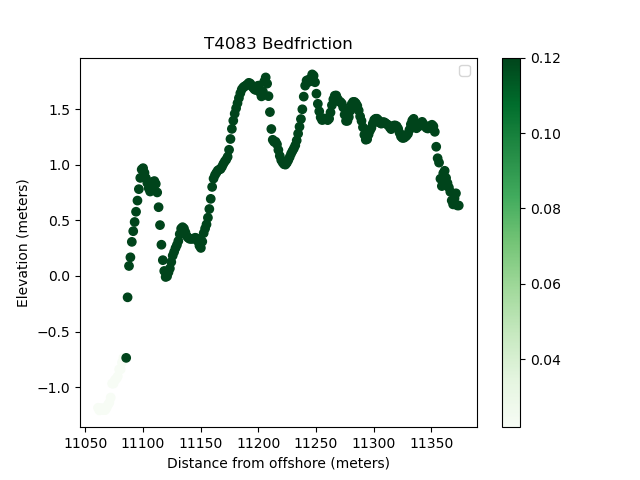 T4083 Bedfriction
Elevation (meters)
1.5
1.0
0.5
0.0
−0.5
−1.0
11050 11100 11150 11200 11250 11300 11350
Distance from offshore (meters)
0.12
0.10
0.08
0.06
0.04